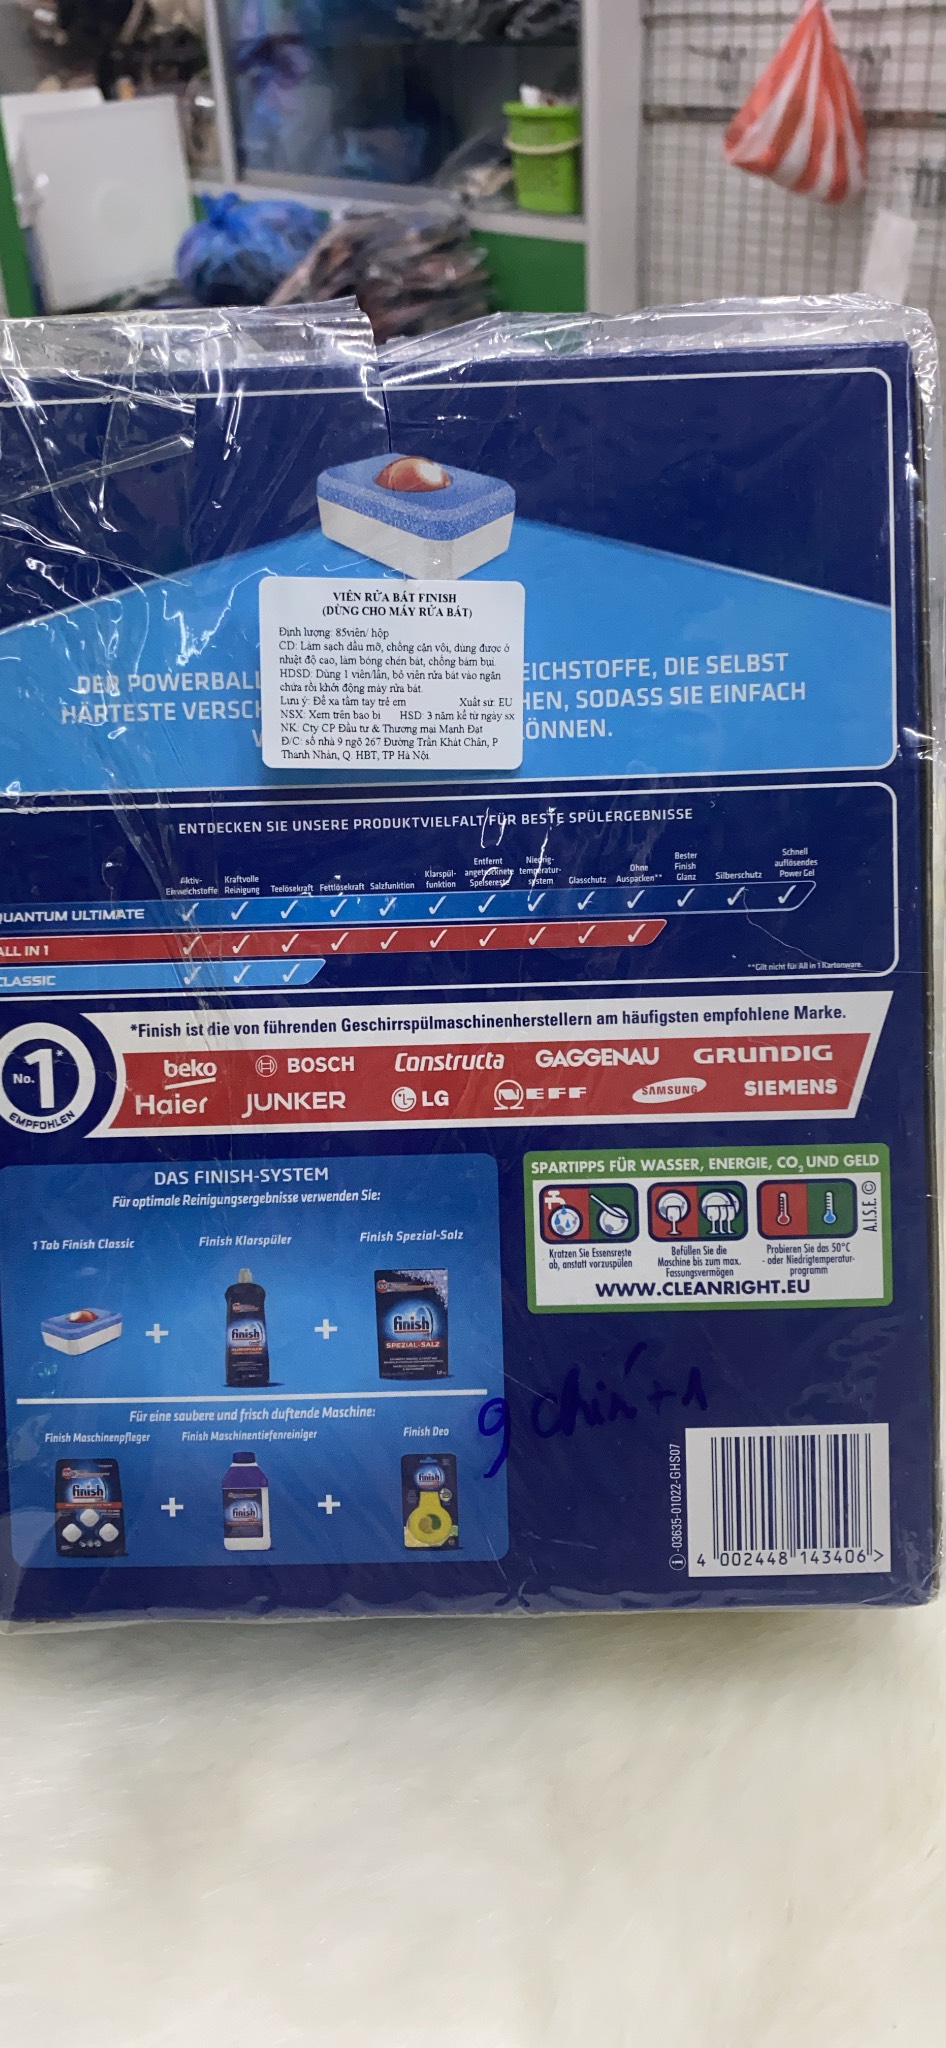 VIÊN RỬA BÁT FINISH
(DÙNG CHO MÁY RỬA BÁT)
Định lượng: 85viên/ hộp
CD: Làm sạch dầu mỡ, chống cặn vôi, dùng được ở
nhiệt độ cao, làm bóng chén bát, chống bám bụi.
HDSD: Dùng 1 viên/lần, bỏ viên rửa bát vào ngăn
chứa rồi khởi động máy rửa bát.
Lưu ý: Để xa tầm tay trẻ em Xuất sứ: EU
NSX: Xem trên bao bì HSD: 3 năm kể từ ngày sx
NK: Cty CP Đầu tư & Thương mại Mạnh Đạt
Đ/C: số nhà 9 ngõ 267 Đường Trần Khát Chân, P
Thanh Nhàn, Q. HBT, TP Hà Nội.
DER POWERBALL EICHSTOFFE, DIE SELBST
HÄRTESTE VERSCH HEN, SODASS SIE EINFACH
ÖNNEN.
ENTDECKEN SIE UNSERE PRODUKTVIELFALT FÜR BESTE SPÜLERGEBNISSE
Aktiv-Einweichstoffe
Kraftvolle Reinigung
Teelösekraft
Fettlösekraft
Salzfunktion
Klarspül-funktion
Entfernt angetrocknete Speisereste
Niedrig-temperatur-system
Glasschutz
Ohne Auspacken**
Bester Finish Glanz
Silberschutz
Schnell auflösendes Power Gel
QUANTUM ULTIMATE ✓ ✓ ✓ ✓ ✓ ✓ ✓ ✓ ✓ ✓ ✓ ✓ ✓
ALL IN 1 ✓ ✓ ✓ ✓ ✓ ✓ ✓ ✓ ✓ ✓
CLASSIC ✓ ✓ ✓
**Gilt nicht für All in 1 Kartonware.
*Finish ist die von führenden Geschirrspülmaschinenherstellern am häufigsten empfohlene Marke.
No. 1*
EMPFOHLEN
beko BOSCH Constructa GAGGENAU GRUNDIG
Haier JUNKER LG NEFF SAMSUNG SIEMENS
DAS FINISH-SYSTEM
Für optimale Reinigungsergebnisse verwenden Sie:
1 Tab Finish Classic Finish Klarspüler Finish Spezial-Salz
+ finish + finish
SPEZIAL-SALZ
Für eine saubere und frisch duftende Maschine:
Finish Maschinenpfleger Finish Maschinentiefenreiniger Finish Deo
finish + finish + finish
SPARTIPPS FÜR WASSER, ENERGIE, CO₂ UND GELD
Kratzen Sie Essensreste
ab, anstatt vorzuspülen
Befüllen Sie die
Maschine bis zum max.
Fassungsvermögen
Probieren Sie das 50°C
- oder Niedrigtemperatur-
programm
A.I.S.E. ©
WWW.CLEANRIGHT.EU
9 chín +1
i -03635-01022-GHS07
4 002448 143406 >